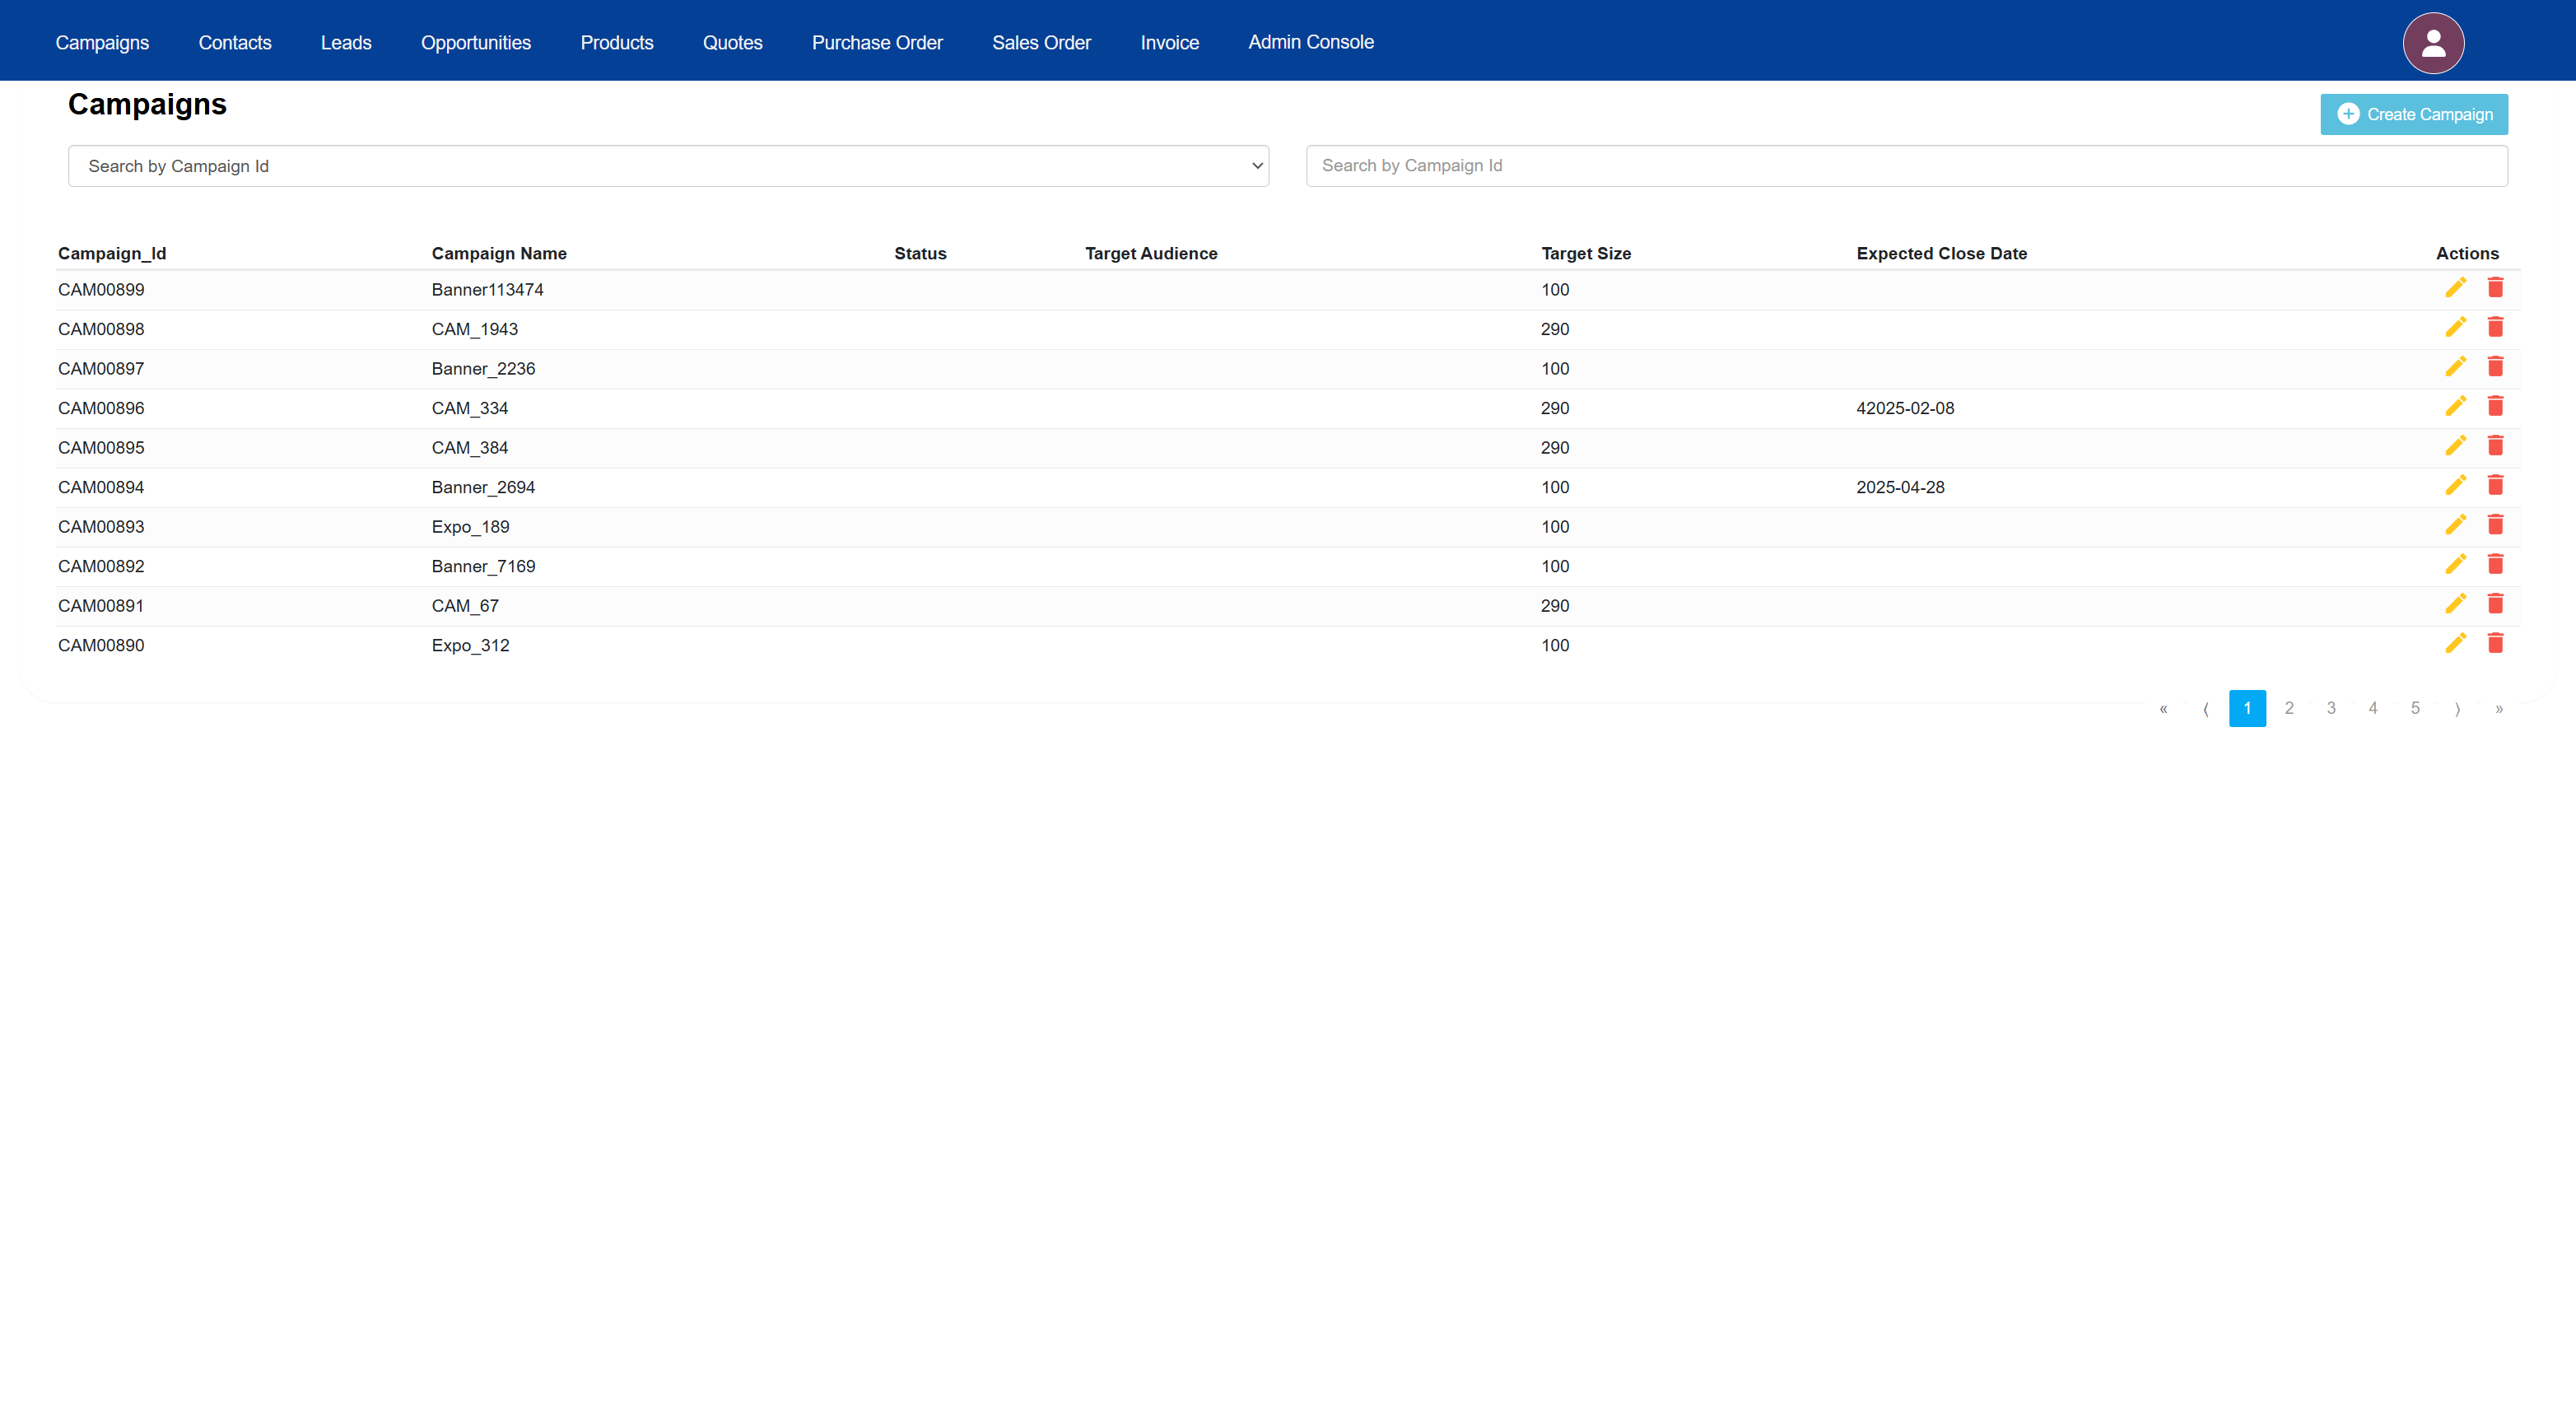 Campaigns Contacts Leads Opportunities Products Quotes Purchase Order Sales Order Invoice Admin Console
Campaigns
Create Campaign
Search by Campaign Id
Search by Campaign Id
Campaign_Id Campaign Name Status Target Audience Target Size Expected Close Date Actions
CAM00899 Banner113474 100
CAM00898 CAM_1943 290
CAM00897 Banner_2236 100
CAM00896 CAM_334 290 42025-02-08
CAM00895 CAM_384 290
CAM00894 Banner_2694 100 2025-04-28
CAM00893 Expo_189 100
CAM00892 Banner_7169 100
CAM00891 CAM_67 290
CAM00890 Expo_312 100
« ⟨ 1 2 3 4 5 ⟩ »